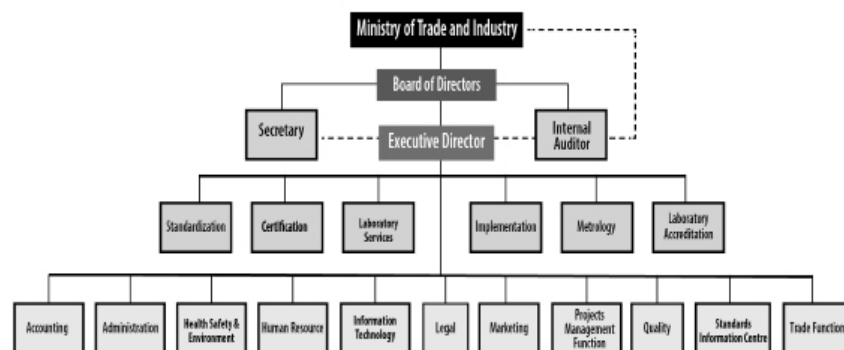 Ministry of Trade and Industry
Board of Directors
Secretary
Executive Director
Internal
Auditor
Standardization
Certification
Laboratory
Services
Implementation
Metrology
Laboratory
Accreditation
Accounting
Administration
Health Safety &
Environment
Human Resource
Information
Technology
Legal
Marketing
Projects
Management
Function
Quality
Standards
Information Centre
Trade Function